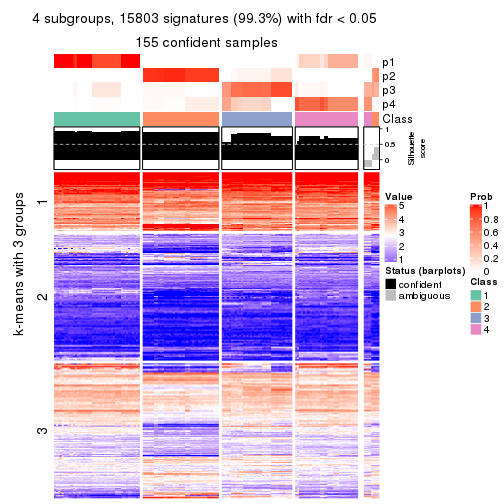 4 subgroups, 15803 signatures (99.3%) with fdr < 0.05
155 confident samples
p1
p2
p3
p4
Class
1
0.5
0
Silhouette
score
k-means with 3 groups
1
2
3
Value
5
4
3
2
1
Status (barplots)
confident
ambiguous
Prob
1
0.8
0.6
0.4
0.2
0
Class
1
2
3
4